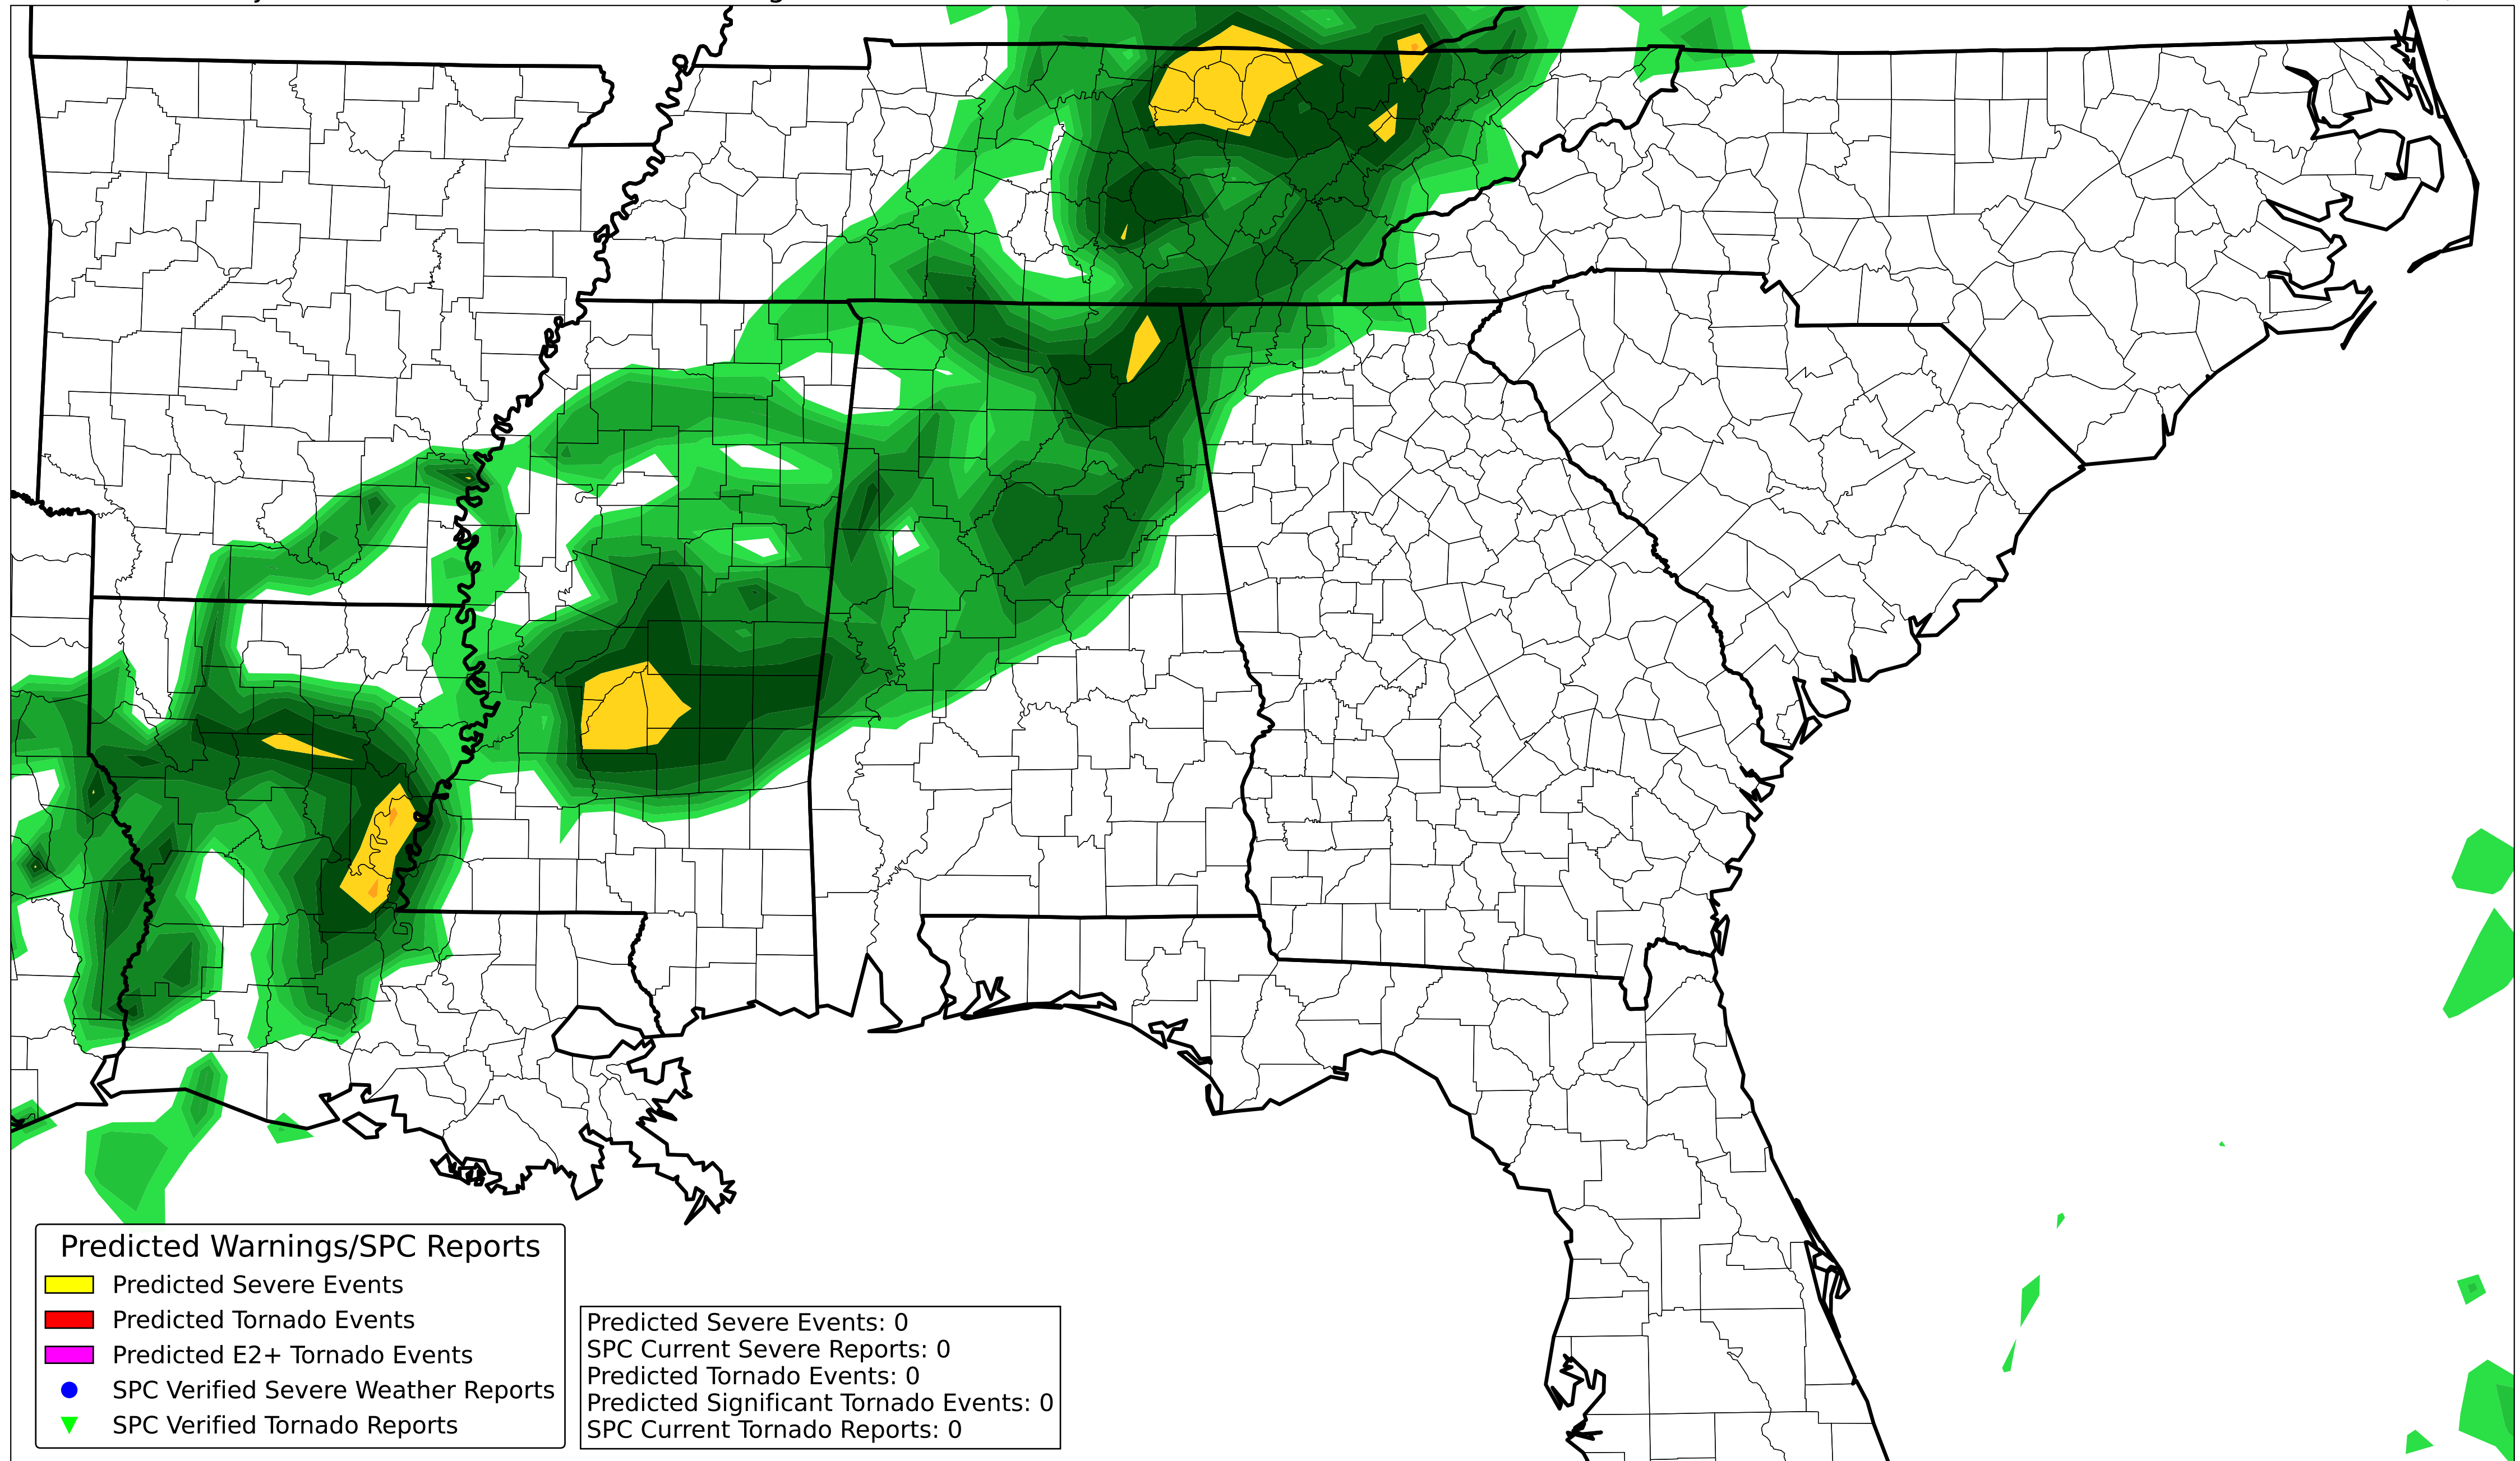 Predicted Warnings/SPC Reports
Predicted Severe Events
Predicted Tornado Events
Predicted E2+ Tornado Events
SPC Verified Severe Weather Reports
SPC Verified Tornado Reports
Predicted Severe Events: 0
SPC Current Severe Reports: 0
Predicted Tornado Events: 0
Predicted Significant Tornado Events: 0
SPC Current Tornado Reports: 0